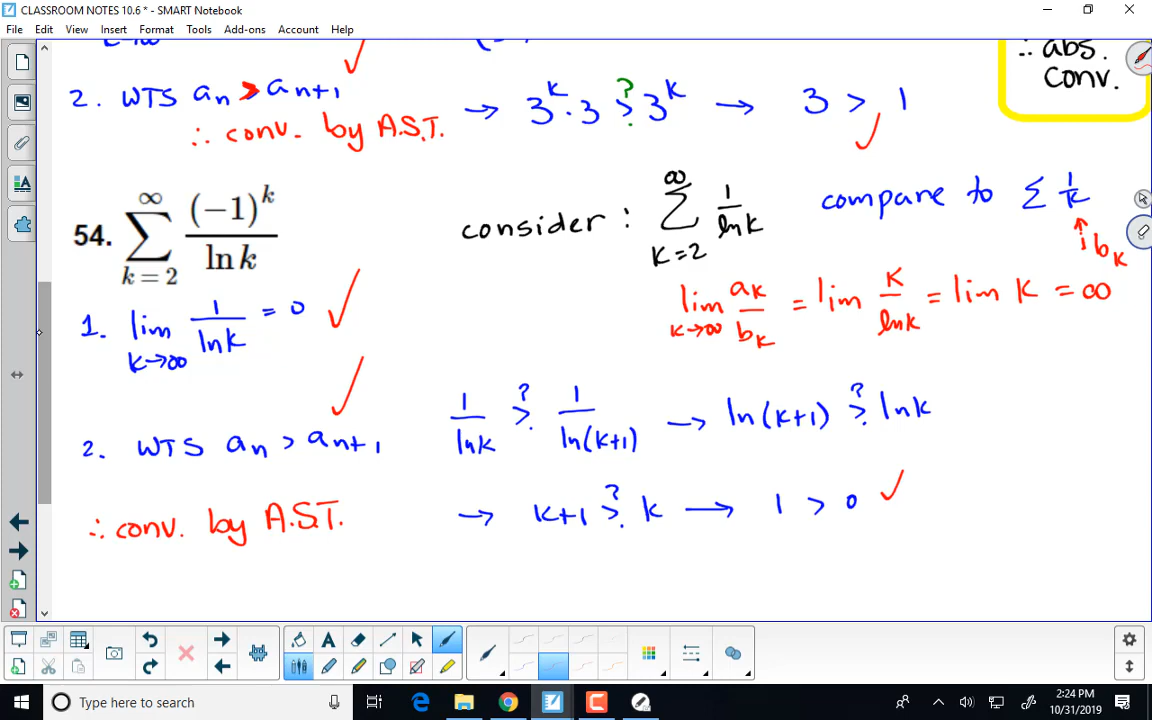 CLASSROOM NOTES 10.6 * - SMART Notebook
File Edit View Insert Format Tools Add-ons Account Help
∴ abs.
conv.
2. WTS an > an+1 → 3^k · 3 >? 3^k → 3 > 1 ✓
∴ conv. by A.S.T.
54. ∑_{k=2}^{∞} (−1)^k / ln k
consider : ∑_{k=2}^{∞} 1/ln k compare to ∑ 1/k
↑ b_k
lim_{k→∞} a_k/b_k = lim k/ln k = lim k = ∞
1. lim_{k→∞} 1/ln k = 0 ✓
2. WTS an > an+1 ✓
1/ln k >? 1/ln(k+1) → ln(k+1) >? ln k
→ k+1 >? k → 1 > 0 ✓
∴ conv. by A.S.T.
Type here to search
2:24 PM
10/31/2019